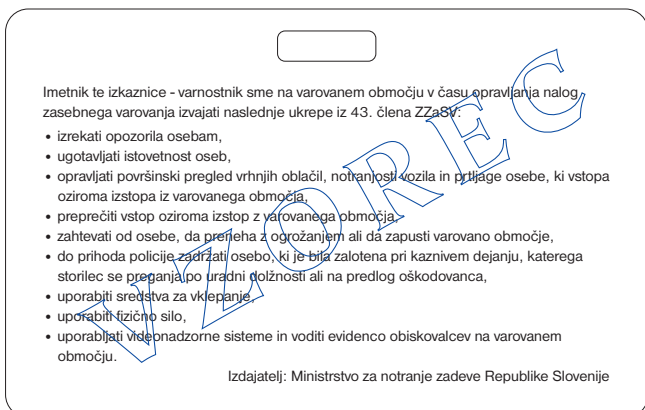 Imetnik te izkaznice - varnostnik sme na varovanem območju v času opravljanja nalog
zasebnega varovanja izvajati naslednje ukrepe iz 43. člena ZZaSV:
• izrekati opozorila osebam,
• ugotavljati istovetnost oseb,
• opravljati površinski pregled vrhnjih oblačil, notranjosti vozila in prtljage osebe, ki vstopa
oziroma izstopa iz varovanega območja,
• preprečiti vstop oziroma izstop z varovanega območja,
• zahtevati od osebe, da preneha z ogrožanjem ali da zapusti varovano območje,
• do prihoda policije zadržati osebo, ki je bila zalotena pri kaznivem dejanju, katerega
storilec se preganja po uradni dolžnosti ali na predlog oškodovanca,
• uporabiti sredstva za vklepanje,
• uporabiti fizično silo,
• uporabljati videonadzorne sisteme in voditi evidenco obiskovalcev na varovanem
območju.
Izdajatelj: Ministrstvo za notranje zadeve Republike Slovenije
VZOREC